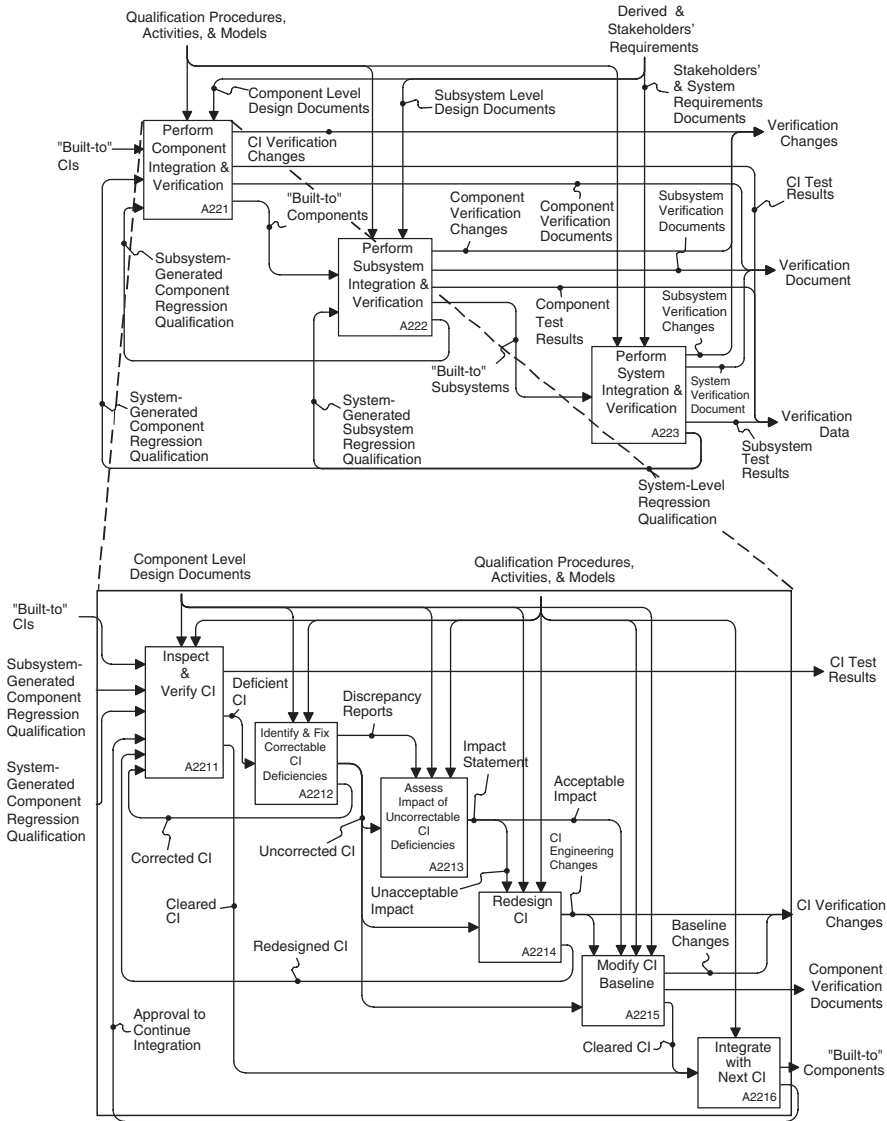 Qualification Procedures,
Activities, & Models
Derived &
Stakeholders'
Requirements
Component Level
Design Documents
Subsystem Level
Design Documents
Stakeholders'
& System
Requirements
Documents
Perform
Component
Integration &
Verification
A221
"Built-to"
CIs
CI Verification
Changes
Verification
Changes
"Built-to"
Components
Component
Verification
Changes
Component
Verification
Documents
Subsystem
Verification
Documents
CI Test
Results
Subsystem-
Generated
Component
Regression
Qualification
Perform
Subsystem
Integration &
Verification
A222
Verification
Document
Component
Test
Results
Subsystem
Verification
Changes
"Built-to"
Subsystems
Perform
System
Integration &
Verification
A223
System
Verification
Document
Verification
Data
System-
Generated
Component
Regression
Qualification
System-
Generated
Subsystem
Regression
Qualification
Subsystem
Test
Results
System-Level
Reqression
Qualification
Component Level
Design Documents
Qualification Procedures,
Activities, & Models
"Built-to"
CIs
Subsystem-
Generated
Component
Regression
Qualification
System-
Generated
Component
Regression
Qualification
Inspect
&
Verify CI
A2211
CI Test
Results
Deficient
CI
Identify & Fix
Correctable
CI
Deficiencies
A2212
Discrepancy
Reports
Assess
Impact of
Uncorrectable
CI
Deficiencies
A2213
Impact
Statement
Acceptable
Impact
Corrected CI
Uncorrected CI
Unacceptable
Impact
CI
Engineering
Changes
Redesign
CI
A2214
Cleared
CI
Redesigned CI
Baseline
Changes
CI Verification
Changes
Modify CI
Baseline
A2215
Component
Verification
Documents
Approval to
Continue
Integration
Cleared CI
Integrate
with
Next CI
A2216
"Built-to"
Components